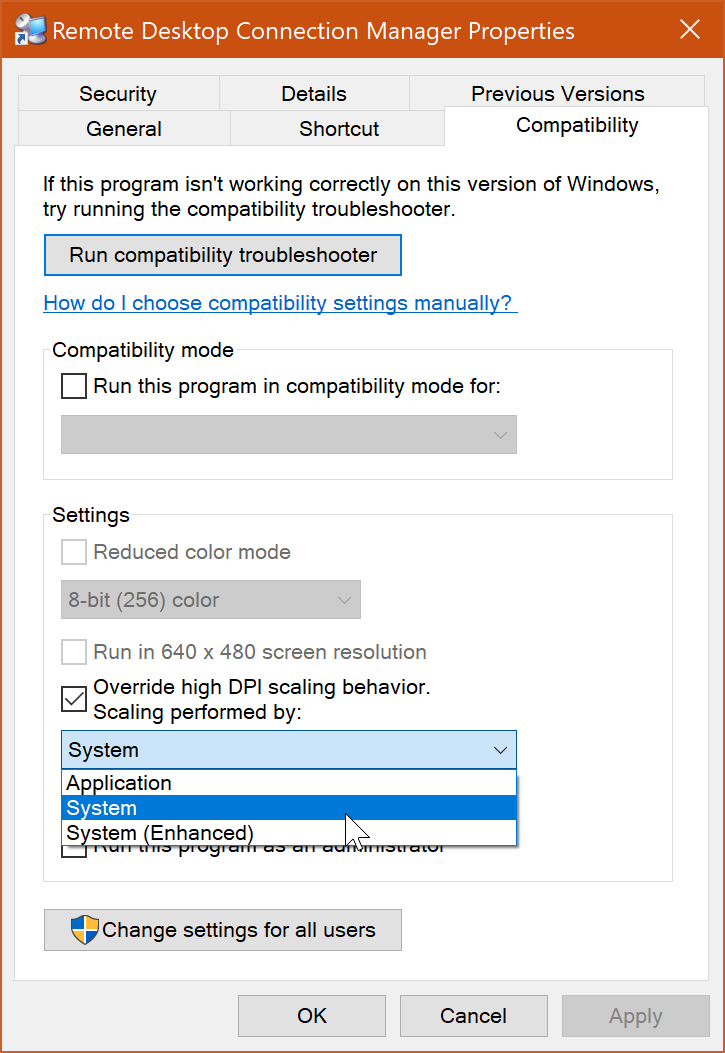 Remote Desktop Connection Manager Properties
Security Details Previous Versions
General Shortcut Compatibility
If this program isn't working correctly on this version of Windows,
try running the compatibility troubleshooter.
Run compatibility troubleshooter
How do I choose compatibility settings manually?
Compatibility mode
Run this program in compatibility mode for:
Settings
Reduced color mode
8-bit (256) color
Run in 640 x 480 screen resolution
Override high DPI scaling behavior.
Scaling performed by:
System
Application
System
System (Enhanced)
Run this program as an administrator
Change settings for all users
OK Cancel Apply